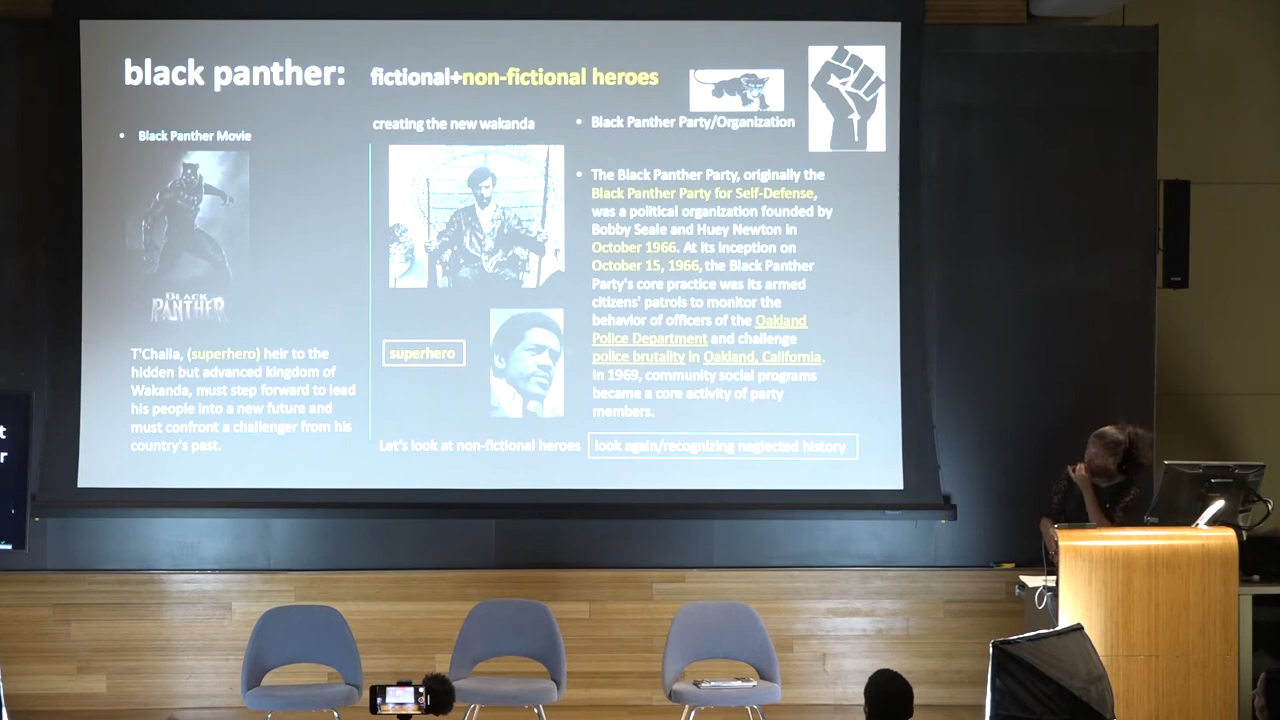 black panther:
fictional+non-fictional heroes
• Black Panther Movie
BLACK
PANTHER
T'Challa, (superhero) heir to the
hidden but advanced kingdom of
Wakanda, must step forward to lead
his people into a new future and
must confront a challenger from his
country's past.
creating the new wakanda
superhero
Let's look at non-fictional heroes
• Black Panther Party/Organization
• The Black Panther Party, originally the
Black Panther Party for Self-Defense,
was a political organization founded by
Bobby Seale and Huey Newton in
October 1966. At its inception on
October 15, 1966, the Black Panther
Party's core practice was its armed
citizens' patrols to monitor the
behavior of officers of the Oakland
Police Department and challenge
police brutality in Oakland, California.
In 1969, community social programs
became a core activity of party
members.
look again/recognizing neglected history